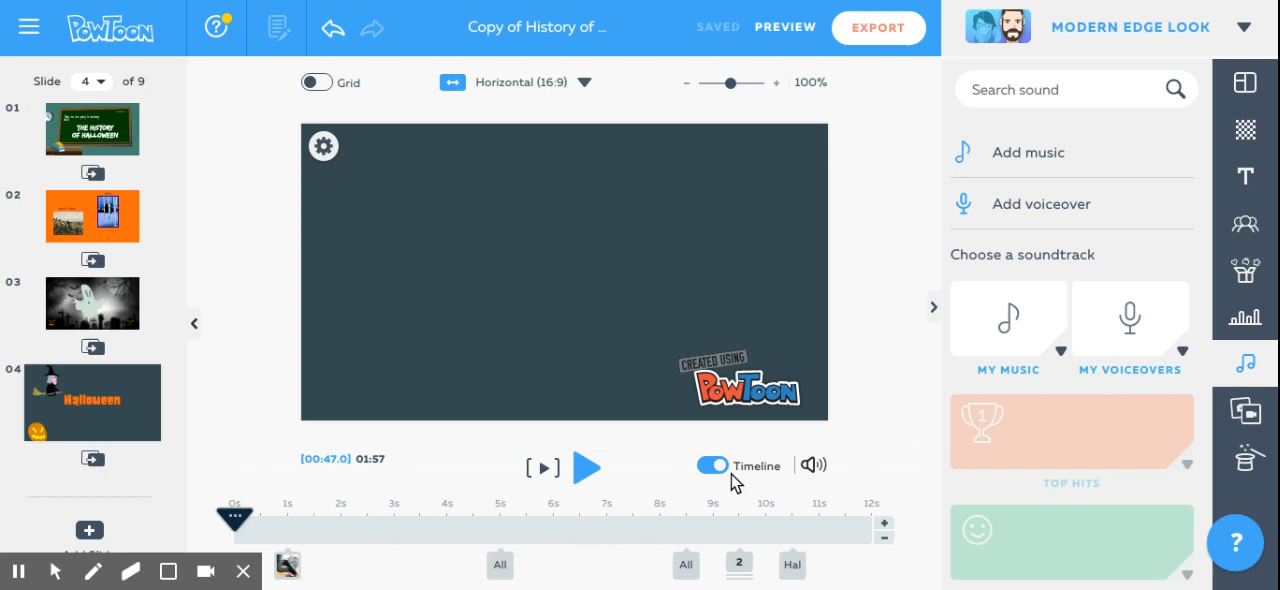 POWTOON
?
Copy of History of ...
SAVED
PREVIEW
EXPORT
MODERN EDGE LOOK
Slide
4
of 9
Grid
Horizontal (16:9)
-
+
100%
01
THE HISTORY
OF HALLOWEEN
02
03
04
Halloween
CREATED USING
POWTOON
[00:47.0] 01:57
Timeline
0s
1s
2s
3s
4s
5s
6s
7s
8s
9s
10s
11s
12s
+
-
All
All
2
Hal
Search sound
Add music
Add voiceover
Choose a soundtrack
MY MUSIC
MY VOICEOVERS
1
TOP HITS
T
?